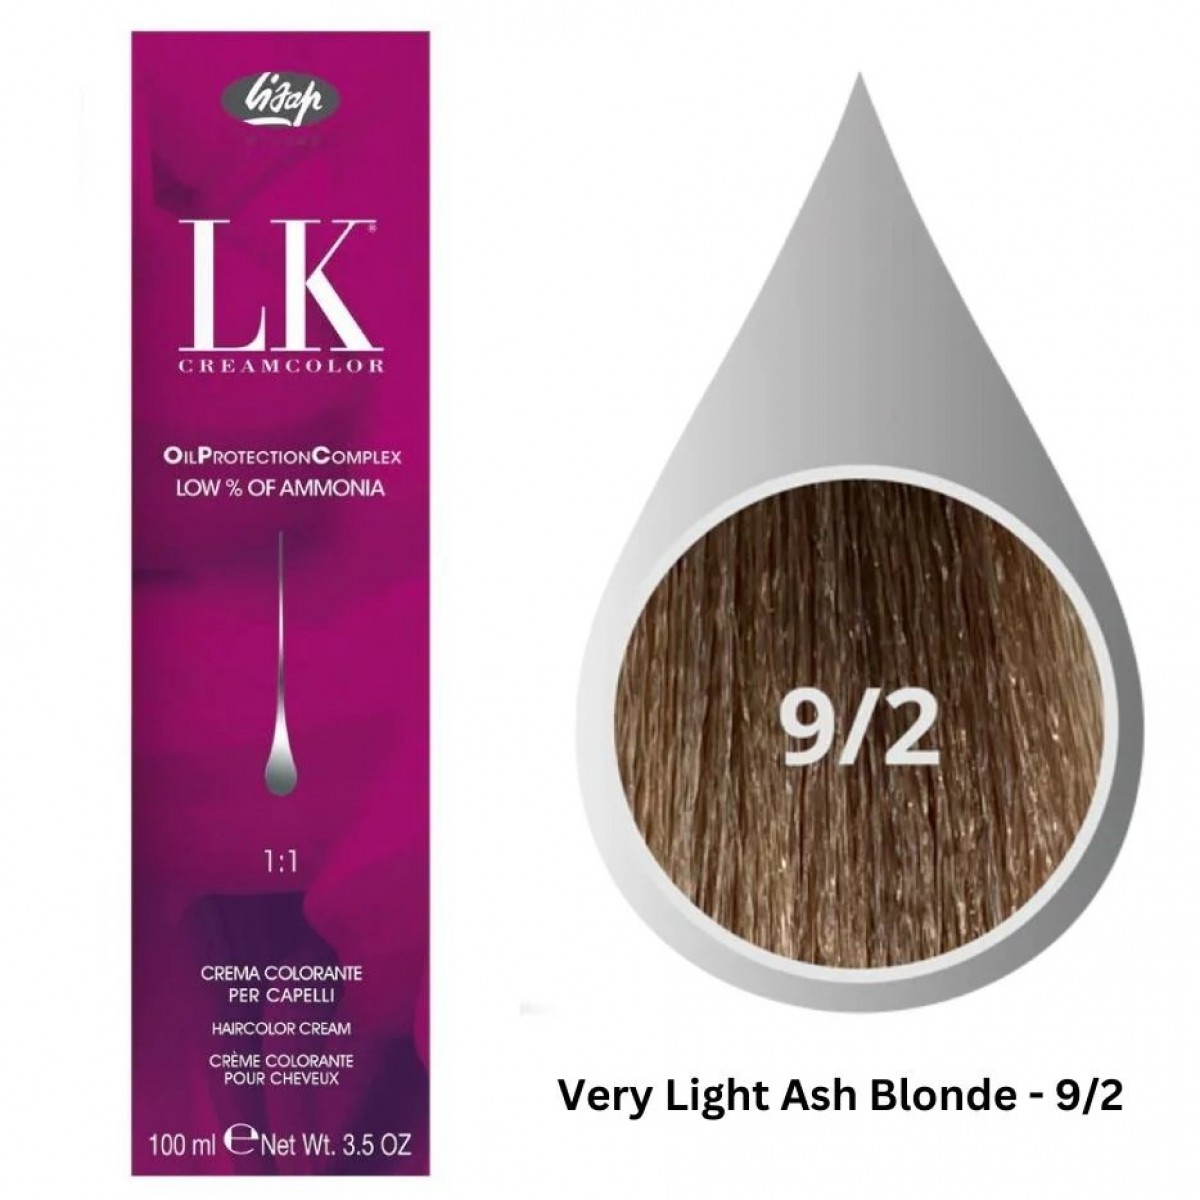 Lisap
LK®
CREAMCOLOR
OILPROTECTIONCOMPLEX
LOW % OF AMMONIA
1:1
CREMA COLORANTE
PER CAPELLI
HAIRCOLOR CREAM
CRÈME COLORANTE
POUR CHEVEUX
100 ml ℮ Net Wt. 3.5 OZ
9/2
Very Light Ash Blonde - 9/2